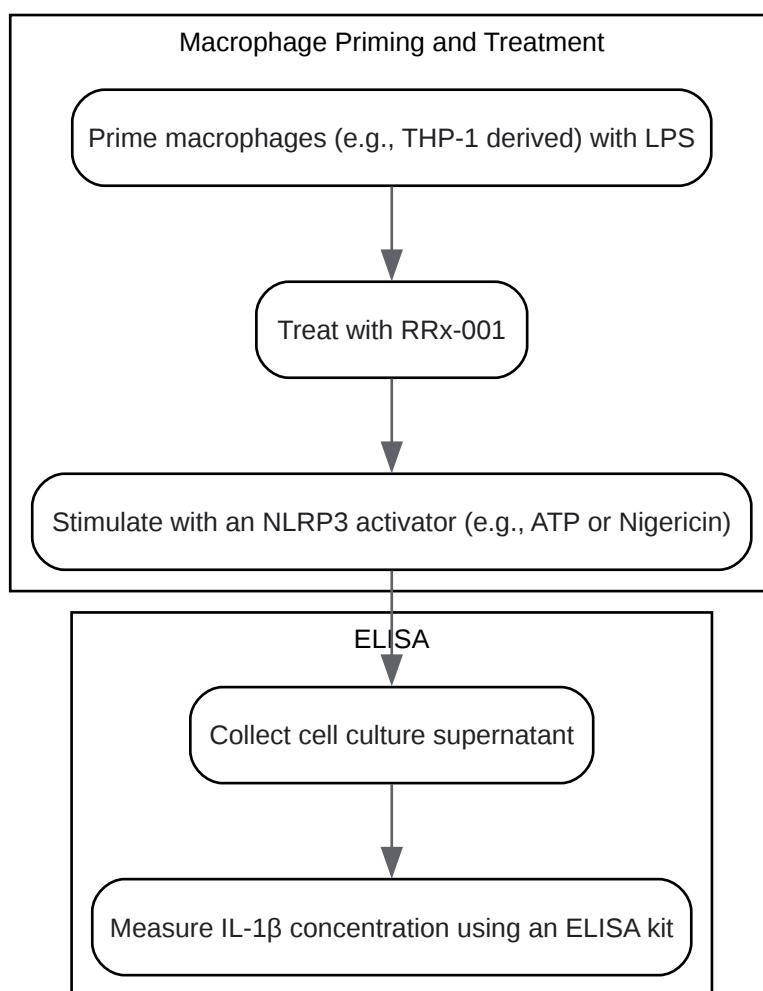 Macrophage Priming and Treatment
Prime macrophages (e.g., THP-1 derived) with LPS
Treat with RRx-001
Stimulate with an NLRP3 activator (e.g., ATP or Nigericin)
ELISA
Collect cell culture supernatant
Measure IL-1β concentration using an ELISA kit